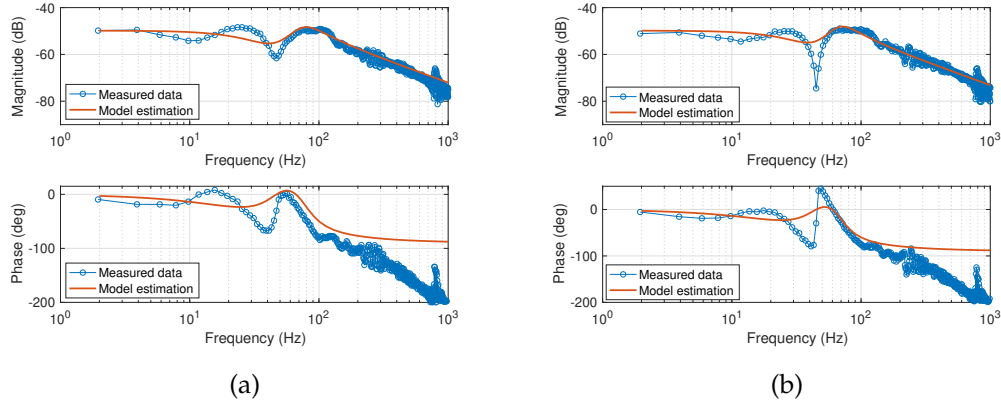 -40
-60
-80
Magnitude (dB)
Measured data
Model estimation
10^0
10^1
10^2
10^3
Frequency (Hz)
0
-100
-200
Phase (deg)
Measured data
Model estimation
10^0
10^1
10^2
10^3
Frequency (Hz)
(a)
-40
-60
-80
Magnitude (dB)
Measured data
Model estimation
10^0
10^1
10^2
10^3
Frequency (Hz)
0
-100
-200
Phase (deg)
Measured data
Model estimation
10^0
10^1
10^2
10^3
Frequency (Hz)
(b)